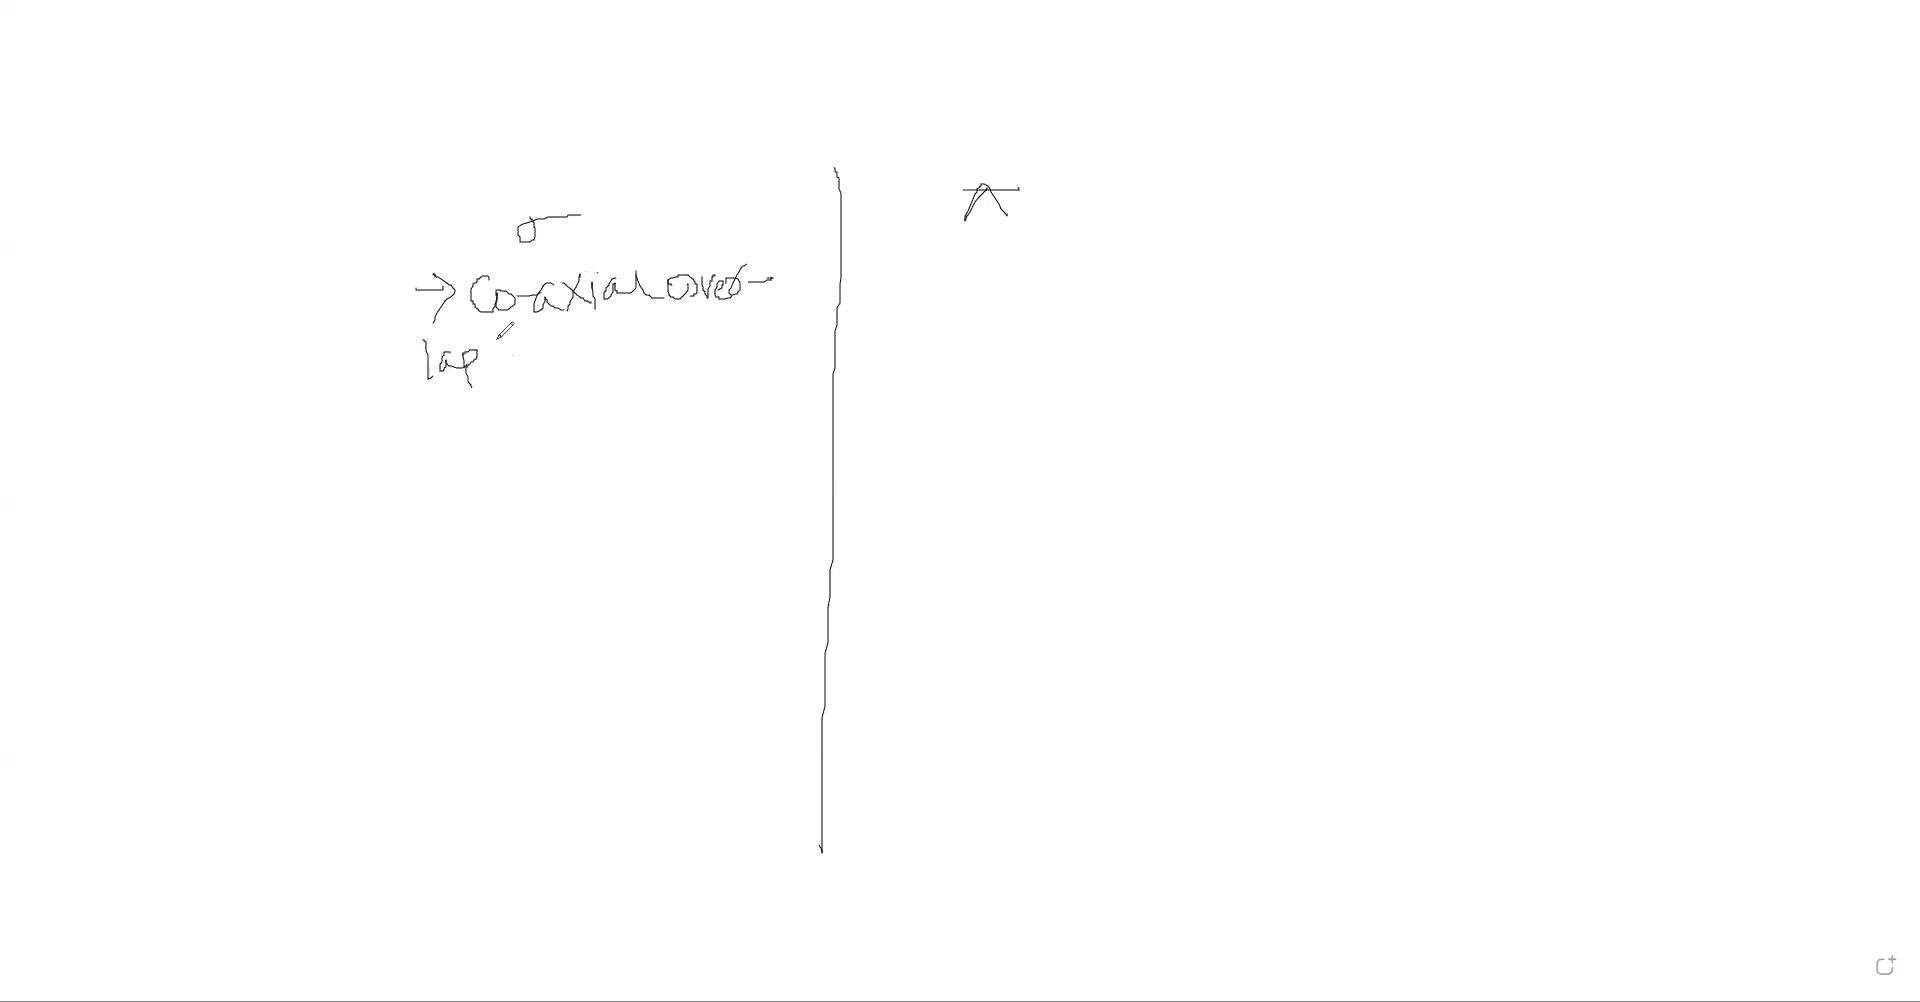 σ
π
→ Co-axial over-
lap